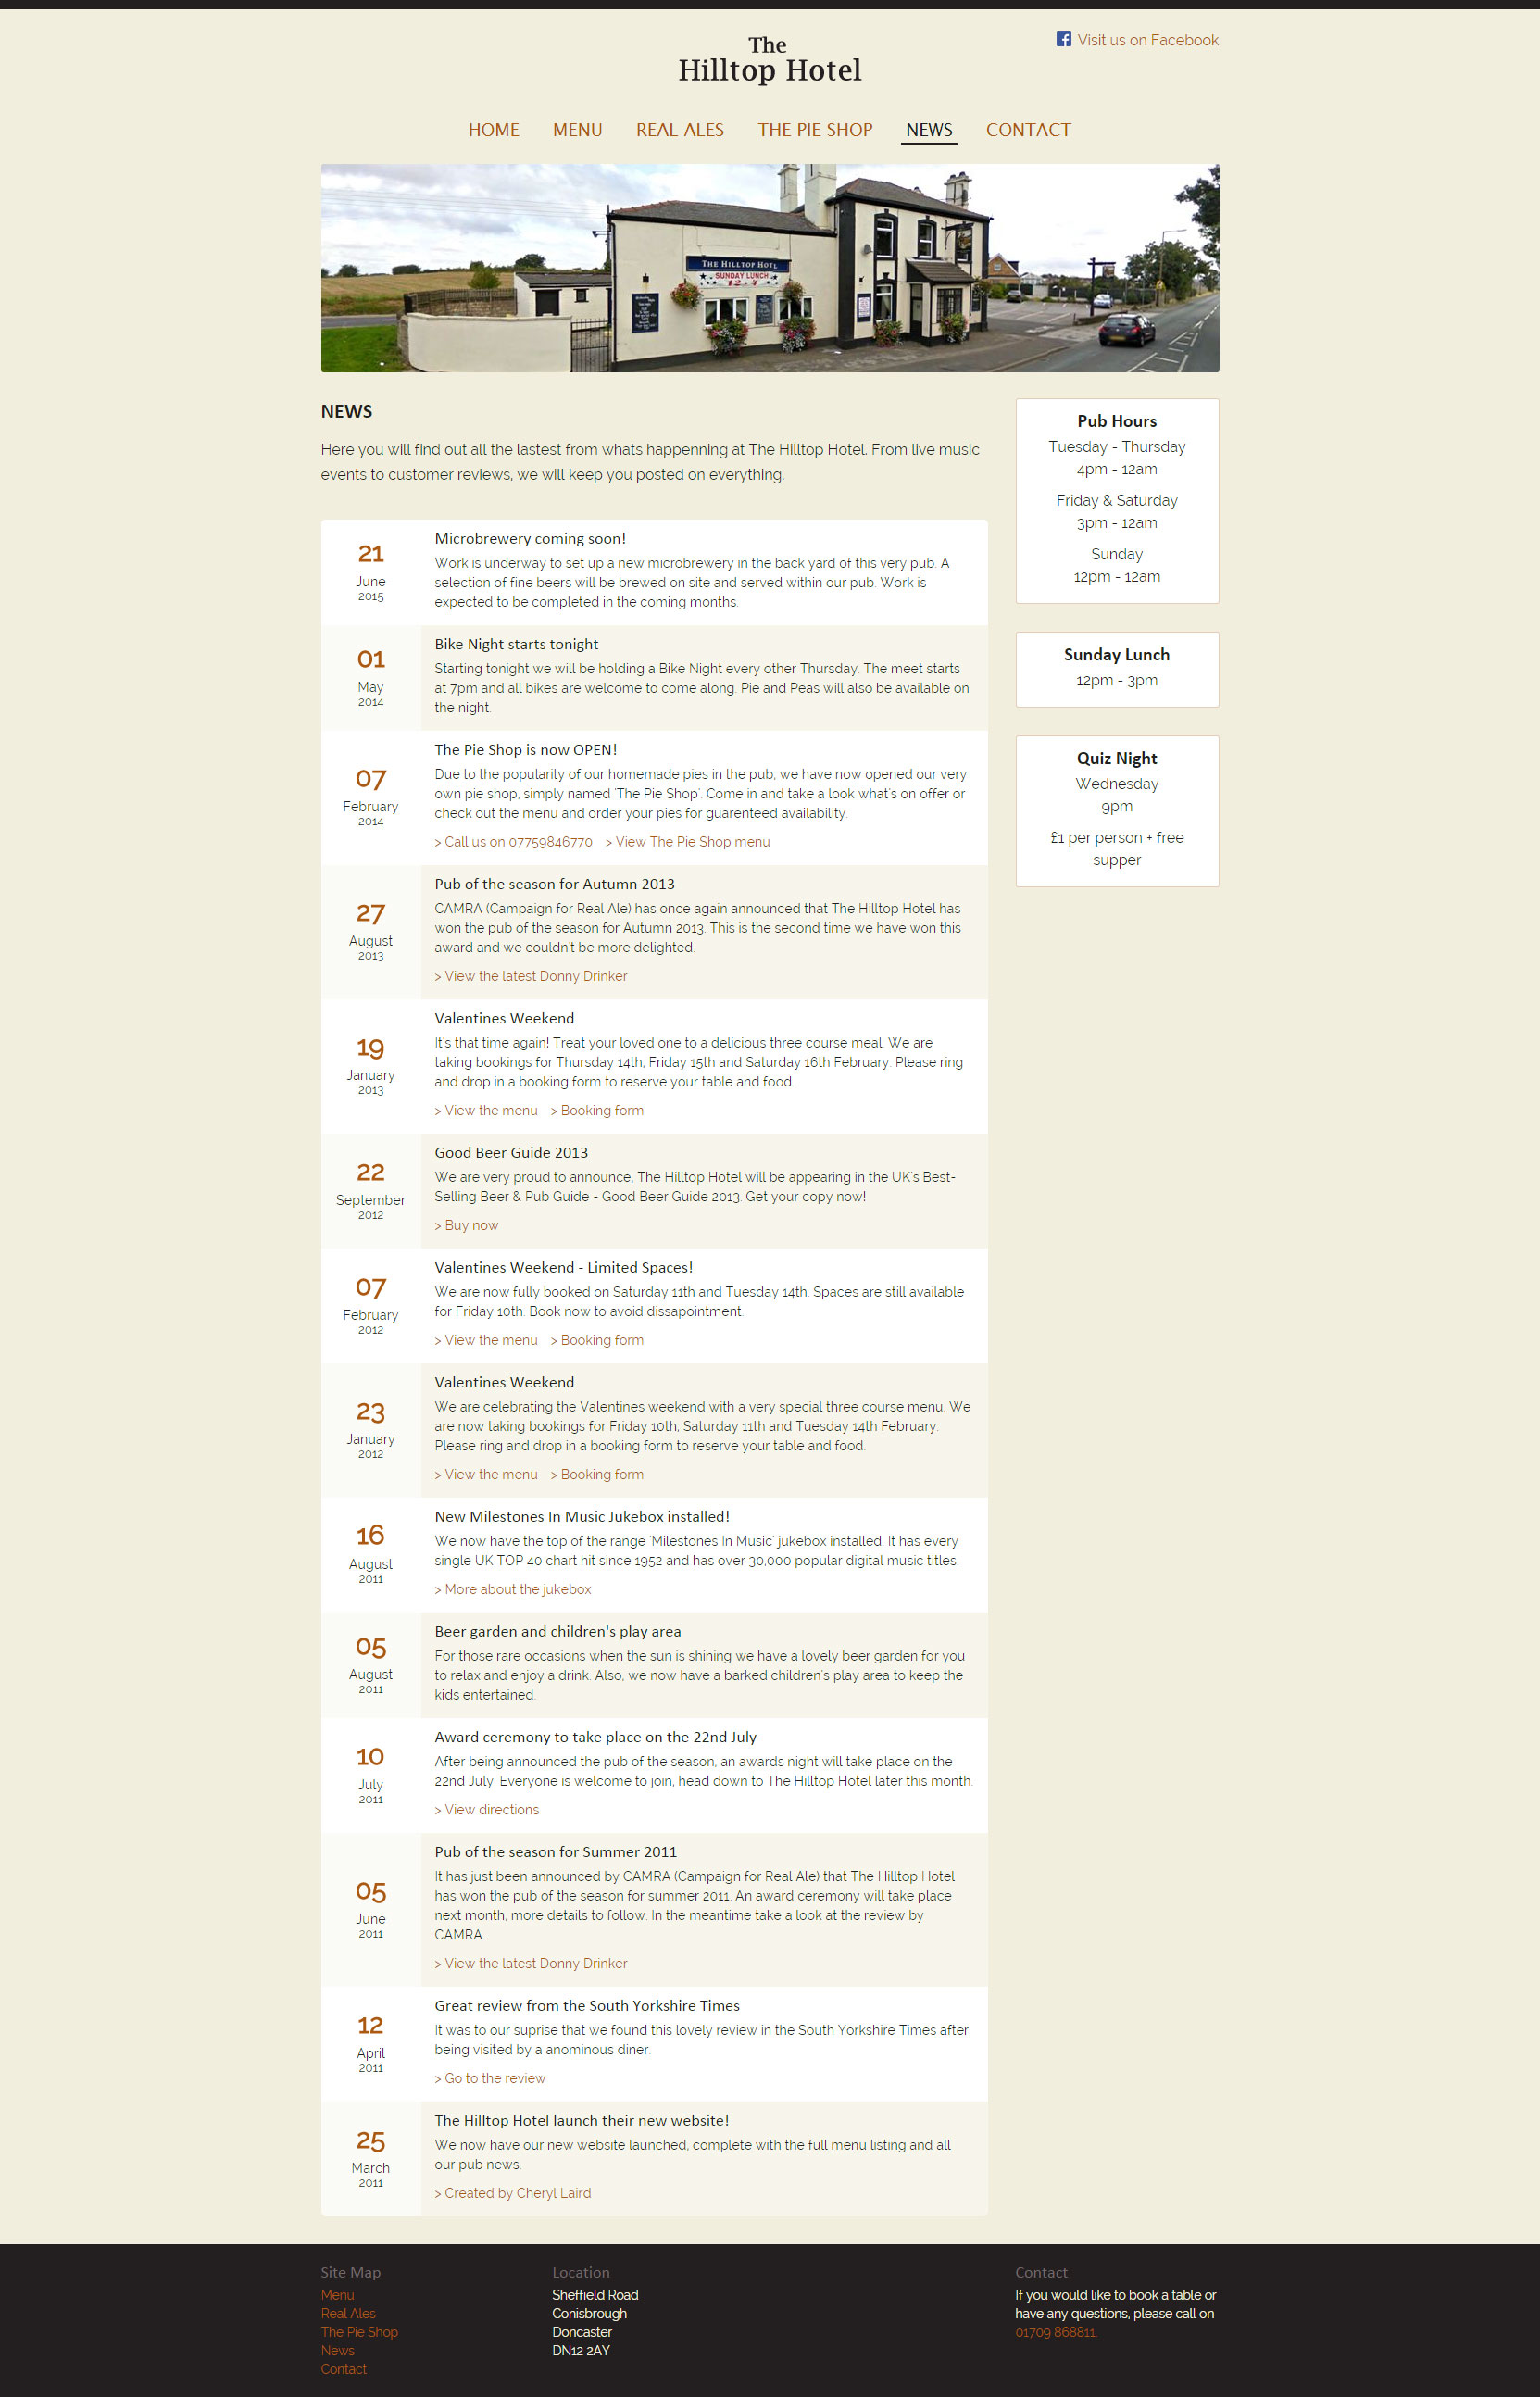 The
Hilltop Hotel
Visit us on Facebook
HOME MENU REAL ALES THE PIE SHOP NEWS CONTACT
THE HILLTOP HOTL
SUNDAY LUNCH
NEWS
Here you will find out all the lastest from whats happenning at The Hilltop Hotel. From live music
events to customer reviews, we will keep you posted on everything.
21
June
2015
Microbrewery coming soon!
Work is underway to set up a new microbrewery in the back yard of this very pub. A
selection of fine beers will be brewed on site and served within our pub. Work is
expected to be completed in the coming months.
01
May
2014
Bike Night starts tonight
Starting tonight we will be holding a Bike Night every other Thursday. The meet starts
at 7pm and all bikes are welcome to come along. Pie and Peas will also be available on
the night.
07
February
2014
The Pie Shop is now OPEN!
Due to the popularity of our homemade pies in the pub, we have now opened our very
own pie shop, simply named 'The Pie Shop'. Come in and take a look what's on offer or
check out the menu and order your pies for guarenteed availability.
> Call us on 07759846770 > View The Pie Shop menu
27
August
2013
Pub of the season for Autumn 2013
CAMRA (Campaign for Real Ale) has once again announced that The Hilltop Hotel has
won the pub of the season for Autumn 2013. This is the second time we have won this
award and we couldn't be more delighted.
> View the latest Donny Drinker
19
January
2013
Valentines Weekend
It's that time again! Treat your loved one to a delicious three course meal. We are
taking bookings for Thursday 14th, Friday 15th and Saturday 16th February. Please ring
and drop in a booking form to reserve your table and food.
> View the menu > Booking form
22
September
2012
Good Beer Guide 2013
We are very proud to announce, The Hilltop Hotel will be appearing in the UK's Best-
Selling Beer & Pub Guide - Good Beer Guide 2013. Get your copy now!
> Buy now
07
February
2012
Valentines Weekend - Limited Spaces!
We are now fully booked on Saturday 11th and Tuesday 14th. Spaces are still available
for Friday 10th. Book now to avoid dissapointment.
> View the menu > Booking form
23
January
2012
Valentines Weekend
We are celebrating the Valentines weekend with a very special three course menu. We
are now taking bookings for Friday 10th, Saturday 11th and Tuesday 14th February.
Please ring and drop in a booking form to reserve your table and food.
> View the menu > Booking form
16
August
2011
New Milestones In Music Jukebox installed!
We now have the top of the range 'Milestones In Music' jukebox installed. It has every
single UK TOP 40 chart hit since 1952 and has over 30,000 popular digital music titles.
> More about the jukebox
05
August
2011
Beer garden and children's play area
For those rare occasions when the sun is shining we have a lovely beer garden for you
to relax and enjoy a drink. Also, we now have a barked children's play area to keep the
kids entertained.
10
July
2011
Award ceremony to take place on the 22nd July
After being announced the pub of the season, an awards night will take place on the
22nd July. Everyone is welcome to join, head down to The Hilltop Hotel later this month.
> View directions
05
June
2011
Pub of the season for Summer 2011
It has just been announced by CAMRA (Campaign for Real Ale) that The Hilltop Hotel
has won the pub of the season for summer 2011. An award ceremony will take place
next month, more details to follow. In the meantime take a look at the review by
CAMRA.
> View the latest Donny Drinker
12
April
2011
Great review from the South Yorkshire Times
It was to our suprise that we found this lovely review in the South Yorkshire Times after
being visited by a anominous diner.
> Go to the review
25
March
2011
The Hilltop Hotel launch their new website!
We now have our new website launched, complete with the full menu listing and all
our pub news.
> Created by Cheryl Laird
Pub Hours
Tuesday - Thursday
4pm - 12am
Friday & Saturday
3pm - 12am
Sunday
12pm - 12am
Sunday Lunch
12pm - 3pm
Quiz Night
Wednesday
9pm
£1 per person + free
supper
Site Map
Menu
Real Ales
The Pie Shop
News
Contact
Location
Sheffield Road
Conisbrough
Doncaster
DN12 2AY
Contact
If you would like to book a table or
have any questions, please call on
01709 868811.